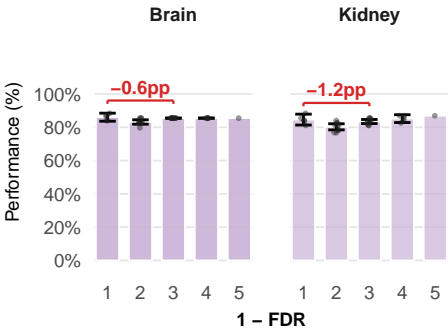 Brain Kidney
−0.6pp −1.2pp
Performance (%)
100%
80%
60%
40%
20%
0%
1 2 3 4 5 1 2 3 4 5
1 − FDR